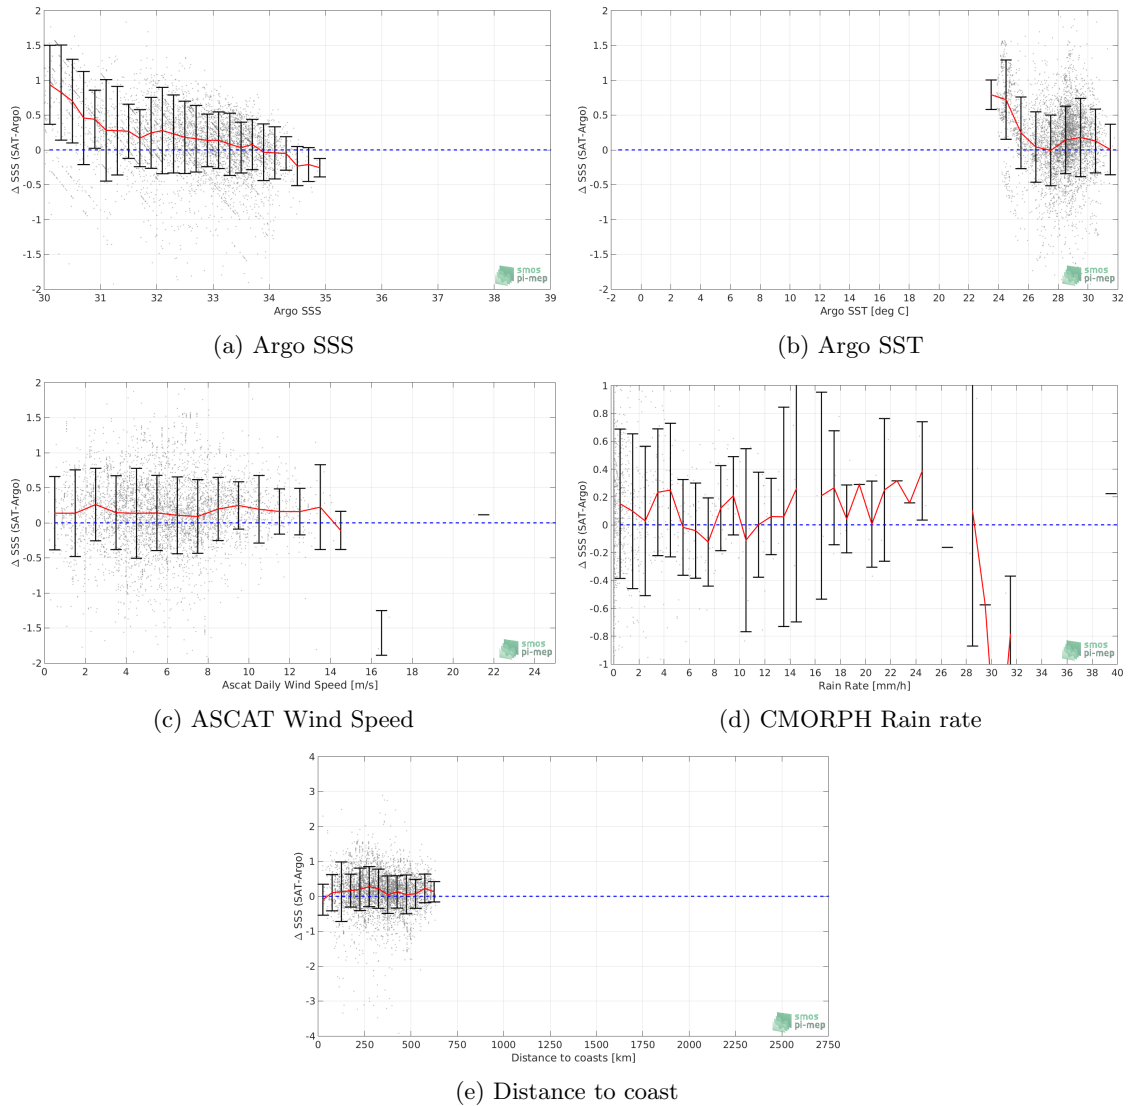 2
1.5
1
0.5
0
-0.5
-1
-1.5
-2
Δ SSS (SAT-Argo)
30 31 32 33 34 35 36 37 38 39
Argo SSS
smos
pi-mep
(a) Argo SSS
2
1.5
1
0.5
0
-0.5
-1
-1.5
-2
Δ SSS (SAT-Argo)
-2 0 2 4 6 8 10 12 14 16 18 20 22 24 26 28 30 32
Argo SST [deg C]
smos
pi-mep
(b) Argo SST
2
1.5
1
0.5
0
-0.5
-1
-1.5
-2
Δ SSS (SAT-Argo)
0 2 4 6 8 10 12 14 16 18 20 22 24
Ascat Daily Wind Speed [m/s]
smos
pi-mep
(c) ASCAT Wind Speed
1
0.8
0.6
0.4
0.2
0
-0.2
-0.4
-0.6
-0.8
-1
Δ SSS (SAT-Argo)
0 2 4 6 8 10 12 14 16 18 20 22 24 26 28 30 32 34 36 38 40
Rain Rate [mm/h]
smos
pi-mep
(d) CMORPH Rain rate
4
3
2
1
0
-1
-2
-3
-4
Δ SSS (SAT-Argo)
0 250 500 750 1000 1250 1500 1750 2000 2250 2500 2750
Distance to coasts [km]
smos
pi-mep
(e) Distance to coast